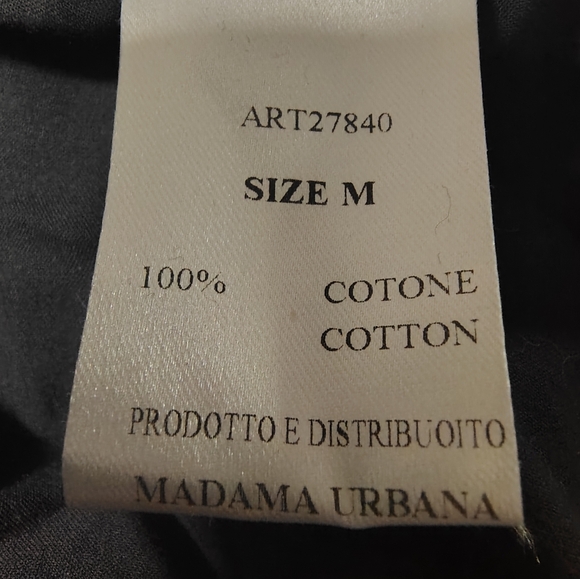 ART27840
SIZE M
100% COTONE
COTTON
PRODOTTO E DISTRIBUOITO
MADAMA URBANA